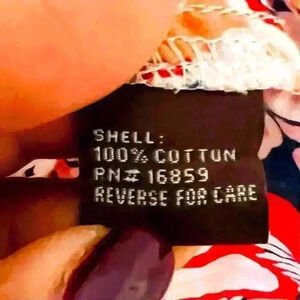 SHELL:
100% COTTON
PN# 16859
REVERSE FOR CARE